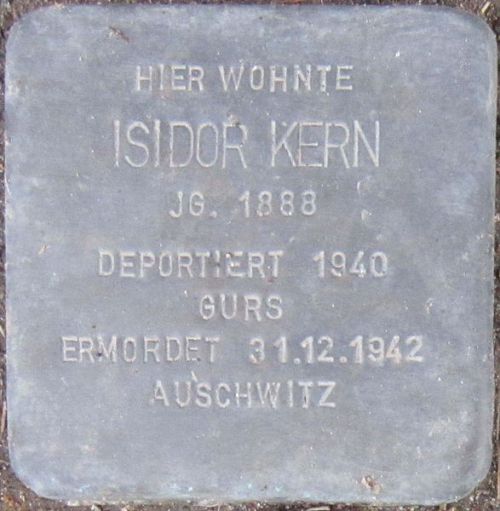 HIER WOHNTE
ISIDOR KERN
JG. 1888
DEPORTIERT 1940
GURS
ERMORDET 31.12.1942
AUSCHWITZ